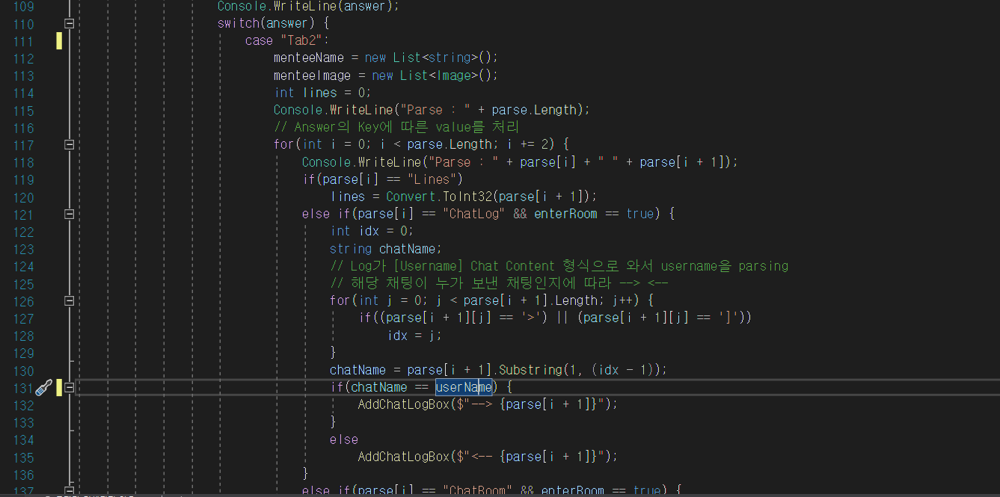 109 Console.WriteLine(answer);
110 switch(answer) {
111 case "Tab2":
112 menteeName = new List<string>();
113 menteeImage = new List<Image>();
114 int lines = 0;
115 Console.WriteLine("Parse : " + parse.Length);
116 // Answer의 Key에 따른 value를 처리
117 for(int i = 0; i < parse.Length; i += 2) {
118 Console.WriteLine("Parse : " + parse[i] + " " + parse[i + 1]);
119 if(parse[i] == "Lines")
120 lines = Convert.ToInt32(parse[i + 1]);
121 else if(parse[i] == "ChatLog" && enterRoom == true) {
122 int idx = 0;
123 string chatName;
124 // Log가 [Username] Chat Content 형식으로 와서 username을 parsing
125 // 해당 채팅이 누가 보낸 채팅인지에 따라 --> <--
126 for(int j = 0; j < parse[i + 1].Length; j++) {
127 if((parse[i + 1][j] == '>') || (parse[i + 1][j] == ']'))
128 idx = j;
129 }
130 chatName = parse[i + 1].Substring(1, (idx - 1));
131 if(chatName == userName) {
132 AddChatLogBox($"--> {parse[i + 1]}");
133 }
134 else
135 AddChatLogBox($"<-- {parse[i + 1]}");
136 }
137 else if(parse[i] == "ChatRoom" && enterRoom == true) {